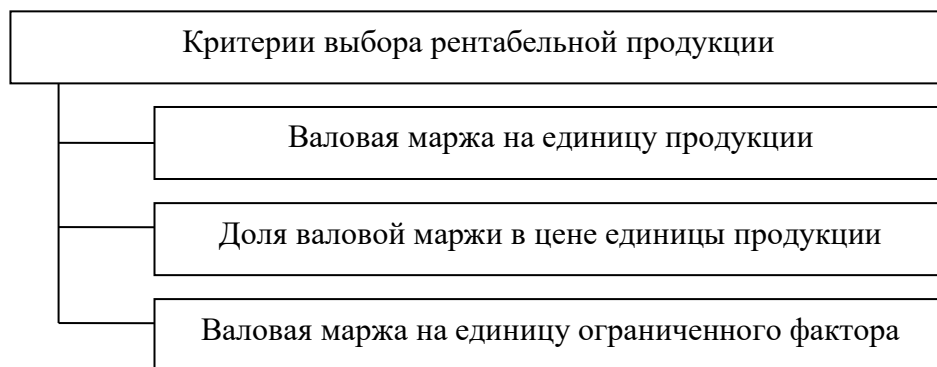 Критерии выбора рентабельной продукции
Валовая маржа на единицу продукции
Доля валовой маржи в цене единицы продукции
Валовая маржа на единицу ограниченного фактора